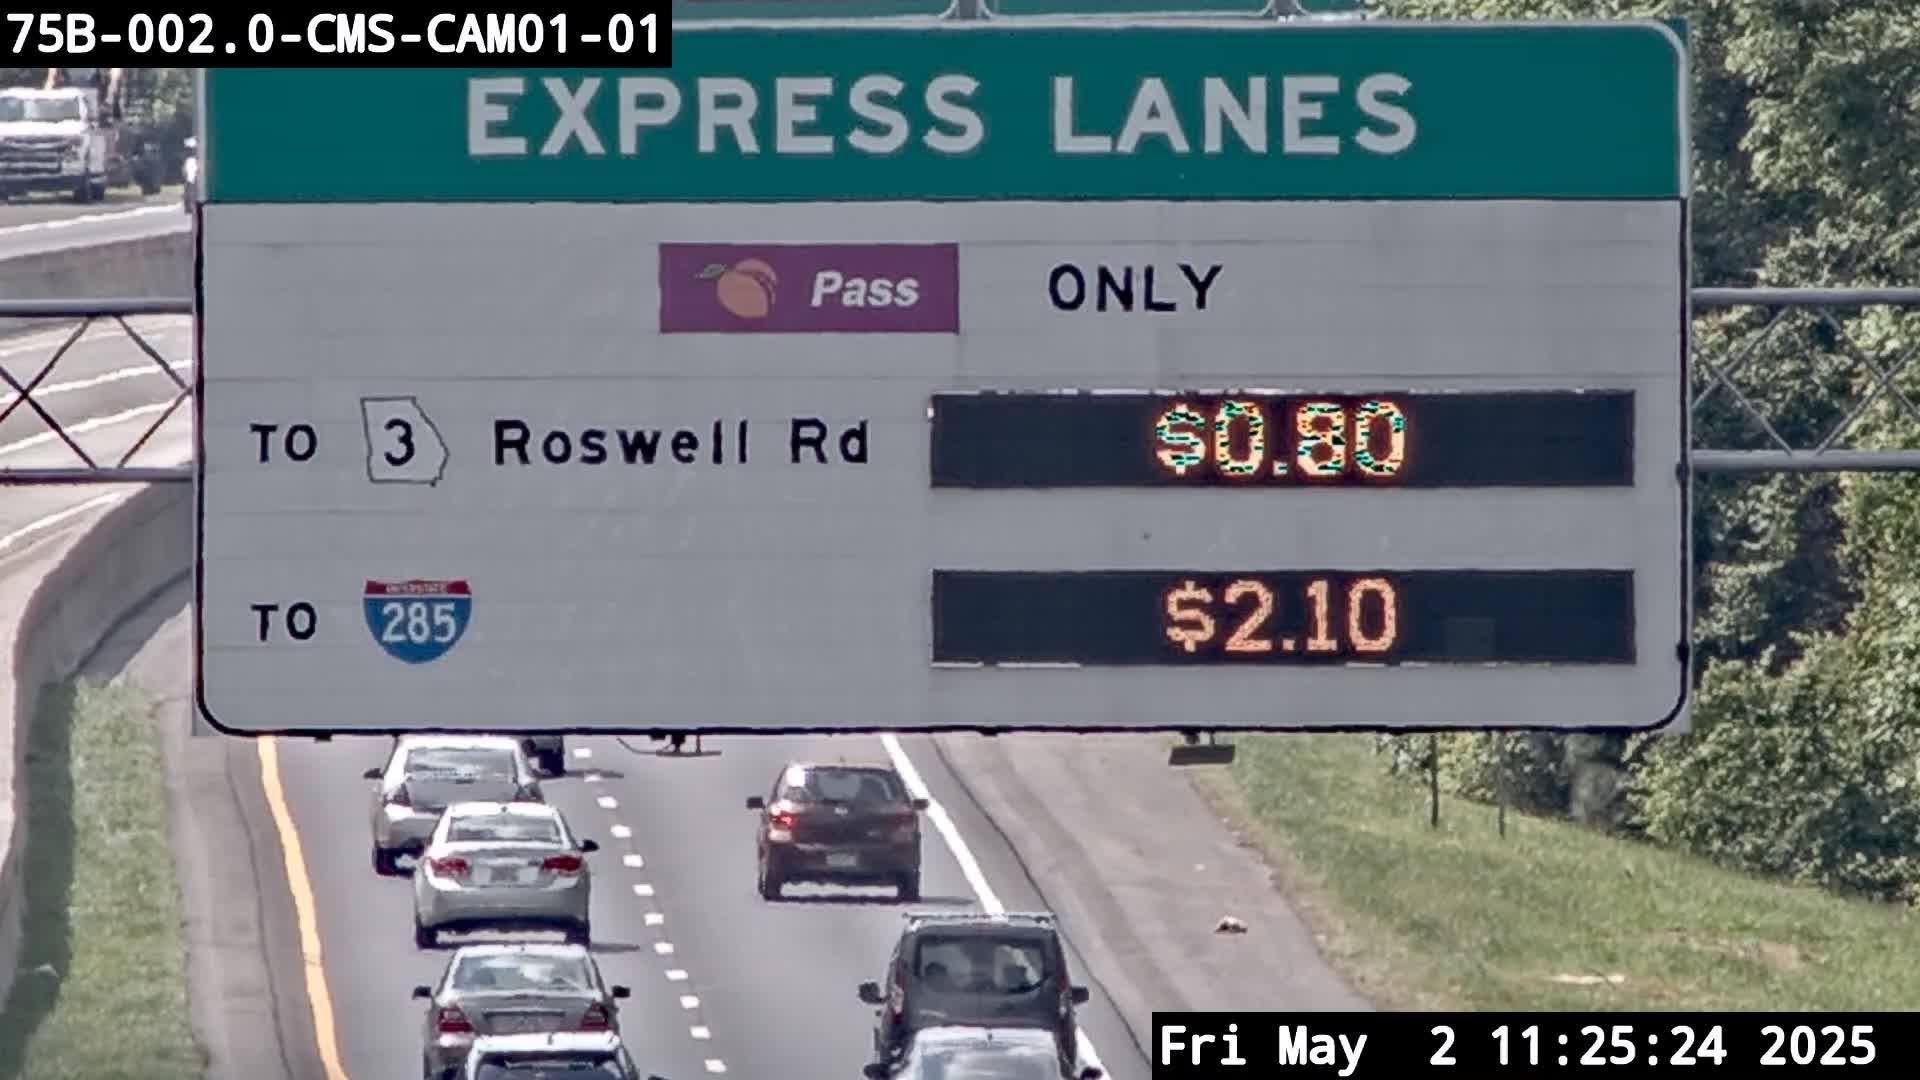 75B-002.0-CMS-CAM01-01
EXPRESS LANES
Pass ONLY
TO 3 Roswell Rd $0.80
INTERSTATE
TO 285 $2.10
Fri May 2 11:25:24 2025